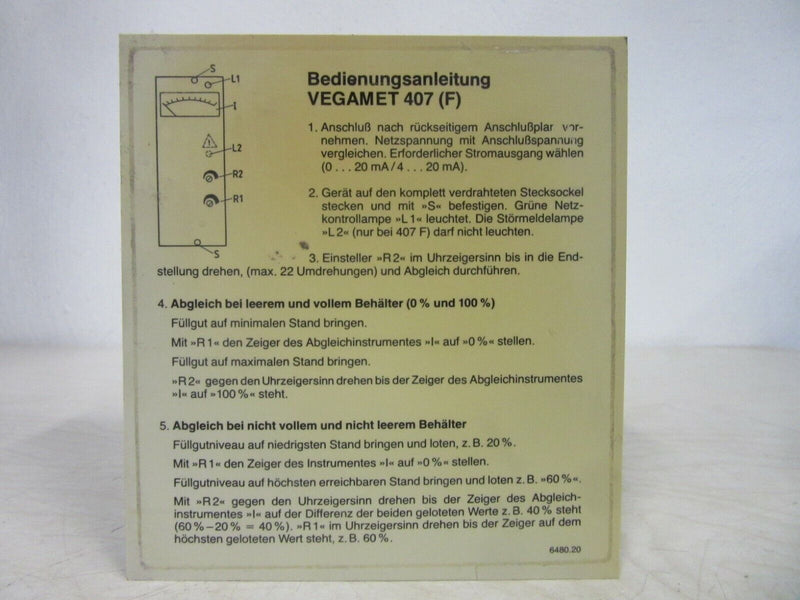 S
L1
I
L2
R2
R1
S
Bedienungsanleitung
VEGAMET 407 (F)
1. Anschluß nach rückseitigem Anschlußplan vor-
nehmen. Netzspannung mit Anschlußspannung
vergleichen. Erforderlicher Stromausgang wählen
(0 . . . 20 mA / 4 . . . 20 mA).
2. Gerät auf den komplett verdrahteten Stecksockel
stecken und mit »S« befestigen. Grüne Netz-
kontrollampe »L1« leuchtet. Die Störmeldelampe
»L2« (nur bei 407 F) darf nicht leuchten.
3. Einsteller »R2« im Uhrzeigersinn bis in die End-
stellung drehen, (max. 22 Umdrehungen) und Abgleich durchführen.
4. Abgleich bei leerem und vollem Behälter (0 % und 100 %)
Füllgut auf minimalen Stand bringen.
Mit »R1« den Zeiger des Abgleichinstrumentes »I« auf »0 %« stellen.
Füllgut auf maximalen Stand bringen.
»R2« gegen den Uhrzeigersinn drehen bis der Zeiger des Abgleichinstrumentes
»I« auf »100 %« steht.
5. Abgleich bei nicht vollem und nicht leerem Behälter
Füllgutniveau auf niedrigsten Stand bringen und loten, z. B. 20 %.
Mit »R1« den Zeiger des Instrumentes »I« auf »0 %« stellen.
Füllgutniveau auf höchsten erreichbaren Stand bringen und loten z. B. »60 %«.
Mit »R2« gegen den Uhrzeigersinn drehen bis der Zeiger des Abgleich-
instrumentes »I« auf der Differenz der beiden geloteten Werte z. B. 40 % steht
(60 % – 20 % = 40 %). »R1« im Uhrzeigersinn drehen bis der Zeiger auf dem
höchsten geloteten Wert steht, z. B. 60 %.
6480.20